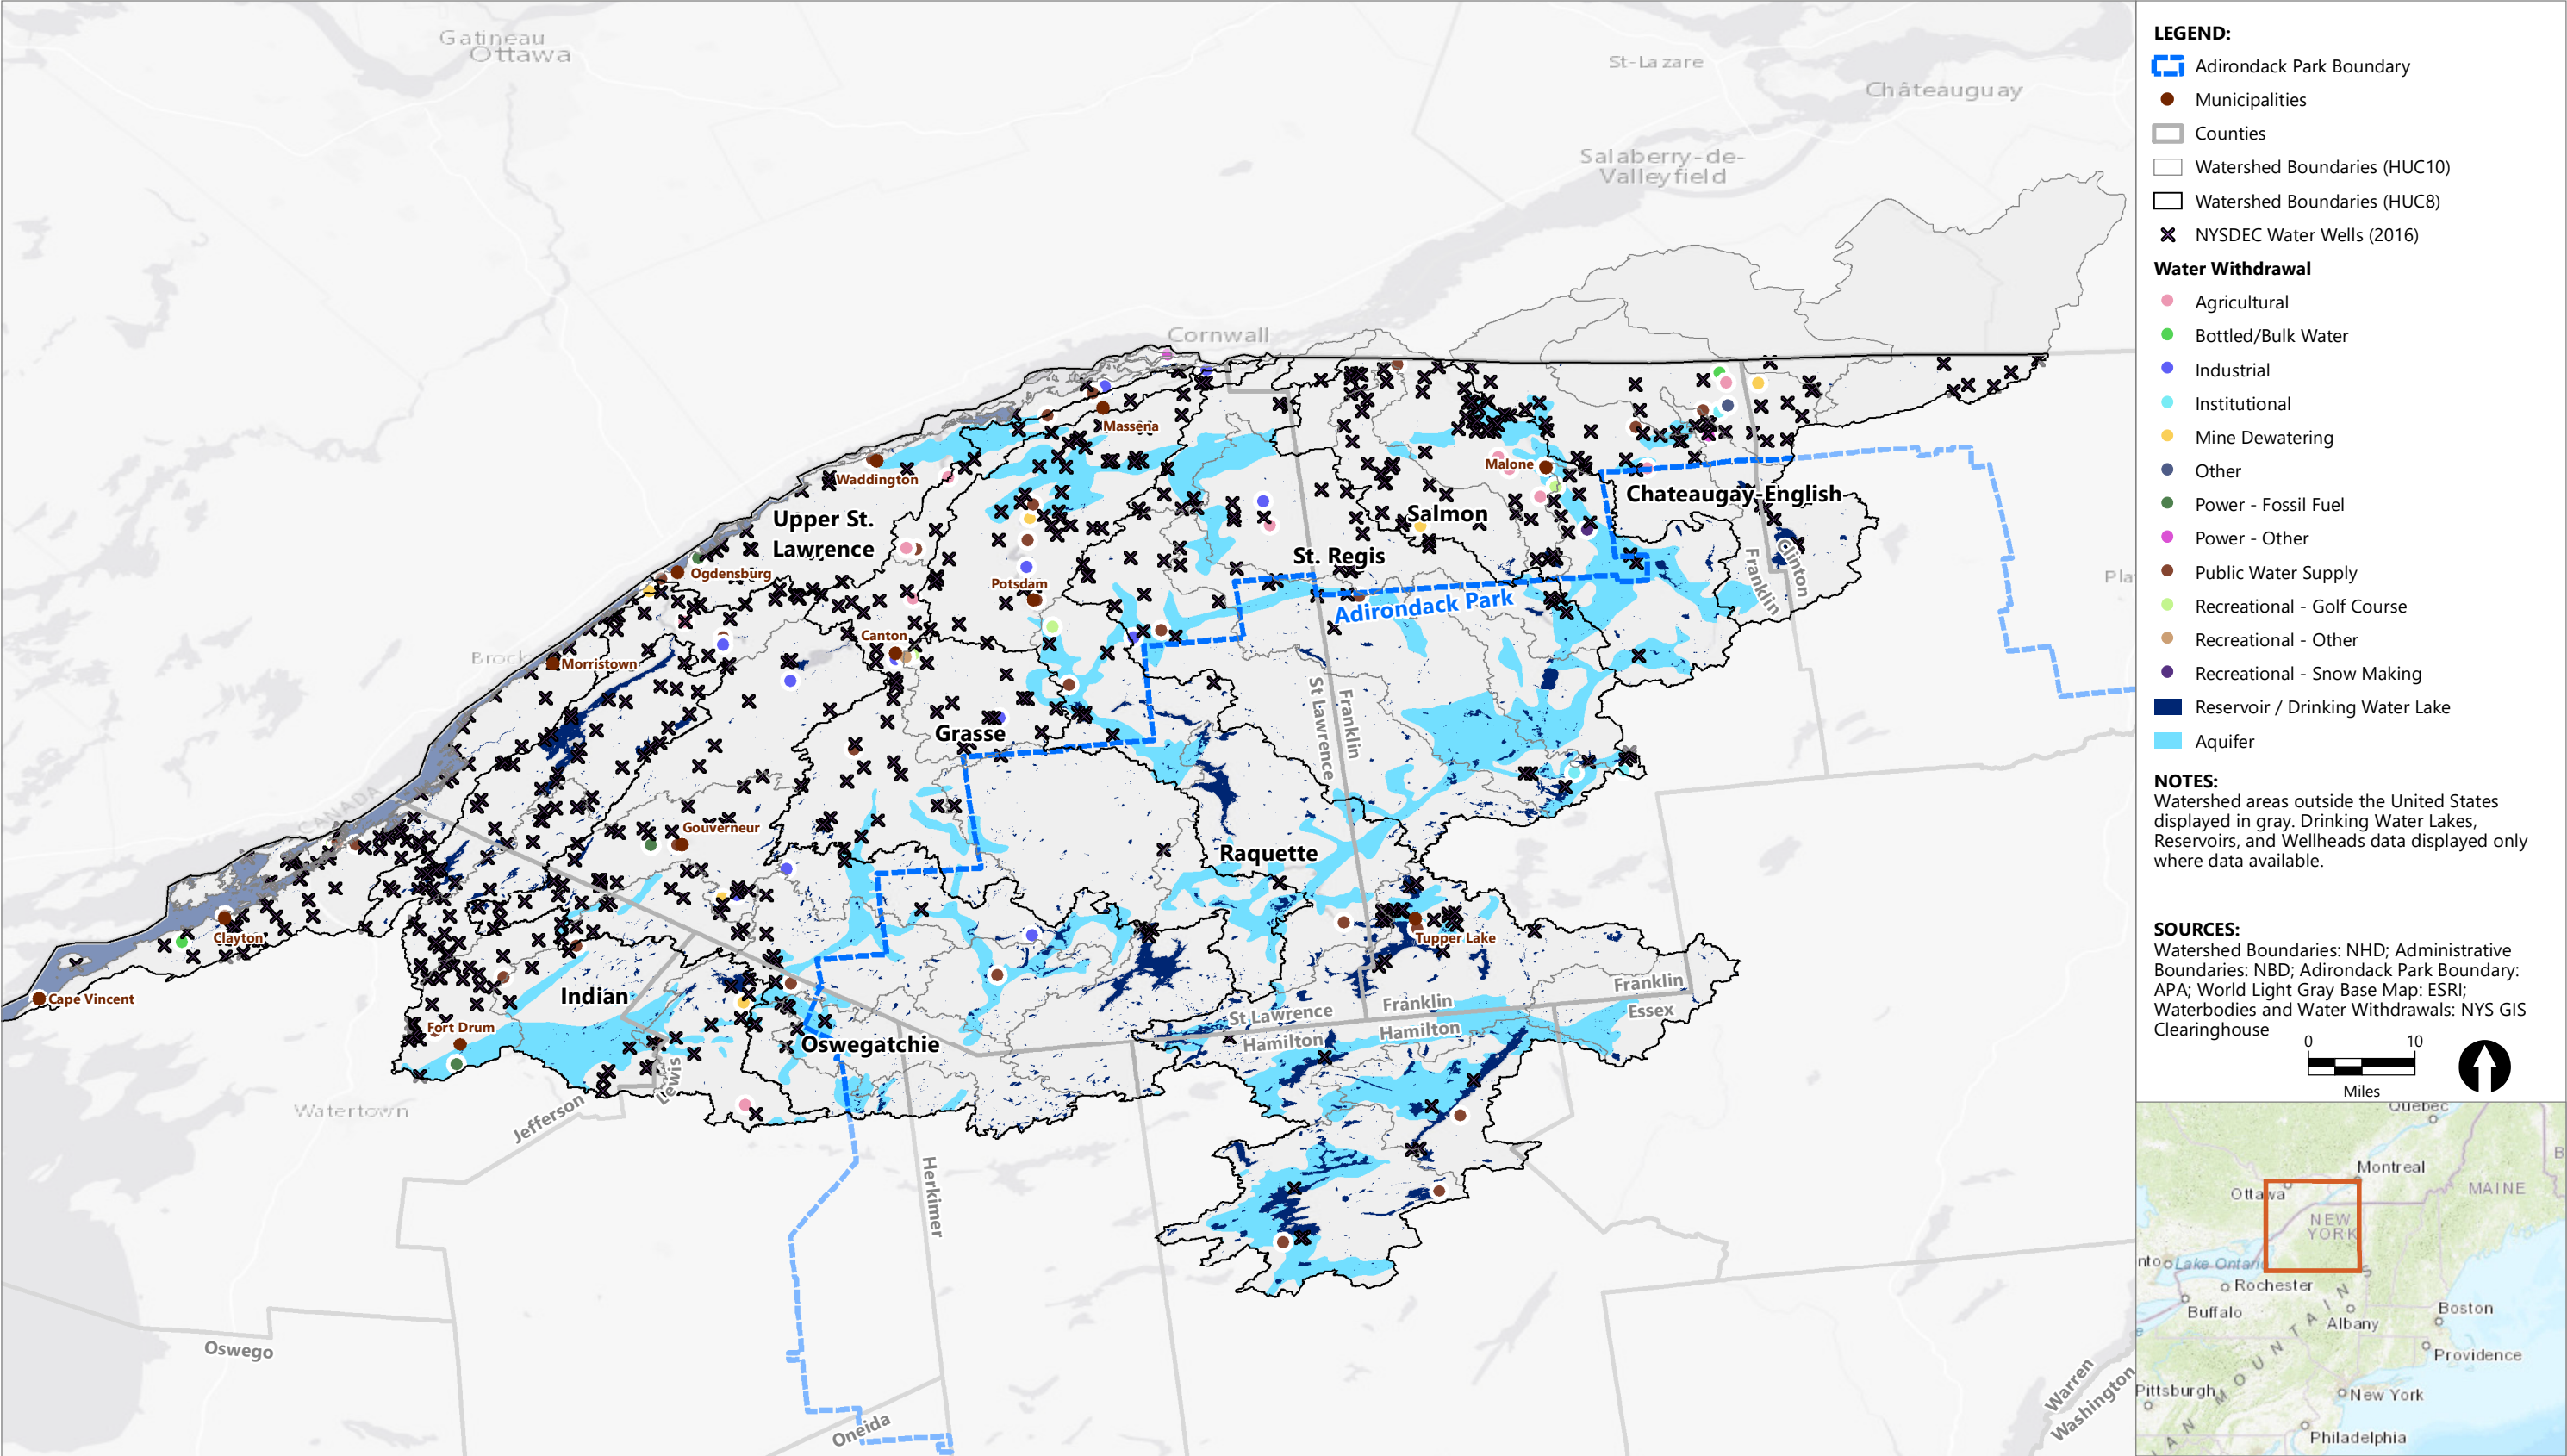 Gatineau
Ottawa
St-Lazare
Châteauguay
Salaberry-de-
Valleyfield
Cornwall
Massena
Waddington
Malone
Chateaugay-English
Upper St.
Lawrence
Salmon
St. Regis
Clinton
Franklin
Ogdensburg
Potsdam
Adirondack Park
Canton
Brock
Morristown
St Lawrence
Franklin
Grasse
CANADA
Gouverneur
Raquette
Clayton
Tupper Lake
Cape Vincent
Indian
Franklin
Franklin
St Lawrence
Essex
Hamilton
Hamilton
Fort Drum
Oswegatchie
Lewis
Watertown
Jefferson
Herkimer
Oswego
Oneida
Warren
Washington
Pla
LEGEND:
Adirondack Park Boundary
Municipalities
Counties
Watershed Boundaries (HUC10)
Watershed Boundaries (HUC8)
NYSDEC Water Wells (2016)
Water Withdrawal
Agricultural
Bottled/Bulk Water
Industrial
Institutional
Mine Dewatering
Other
Power - Fossil Fuel
Power - Other
Public Water Supply
Recreational - Golf Course
Recreational - Other
Recreational - Snow Making
Reservoir / Drinking Water Lake
Aquifer
NOTES:
Watershed areas outside the United States
displayed in gray. Drinking Water Lakes,
Reservoirs, and Wellheads data displayed only
where data available.
SOURCES:
Watershed Boundaries: NHD; Administrative
Boundaries: NBD; Adirondack Park Boundary:
APA; World Light Gray Base Map: ESRI;
Waterbodies and Water Withdrawals: NYS GIS
Clearinghouse
0 10
Miles
Quebec
Montreal
Ottawa
MAINE
NEW
YORK
nto
Lake Ontari
Rochester
Buffalo
Boston
Albany
Providence
Pittsburgh
New York
Philadelphia
AN MOUNTAINS